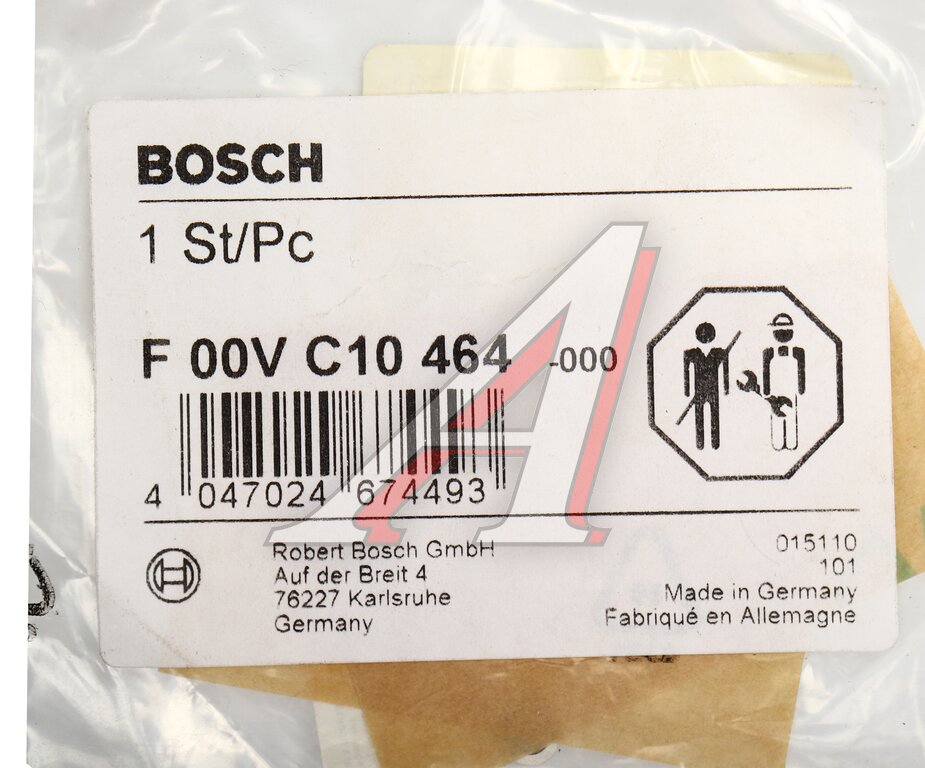 BOSCH
1 St/Pc
F 00V C10 464 -000
4 047024 674493
Robert Bosch GmbH
Auf der Breit 4
76227 Karlsruhe
Germany
015110
101
Made in Germany
Fabriqué en Allemagne